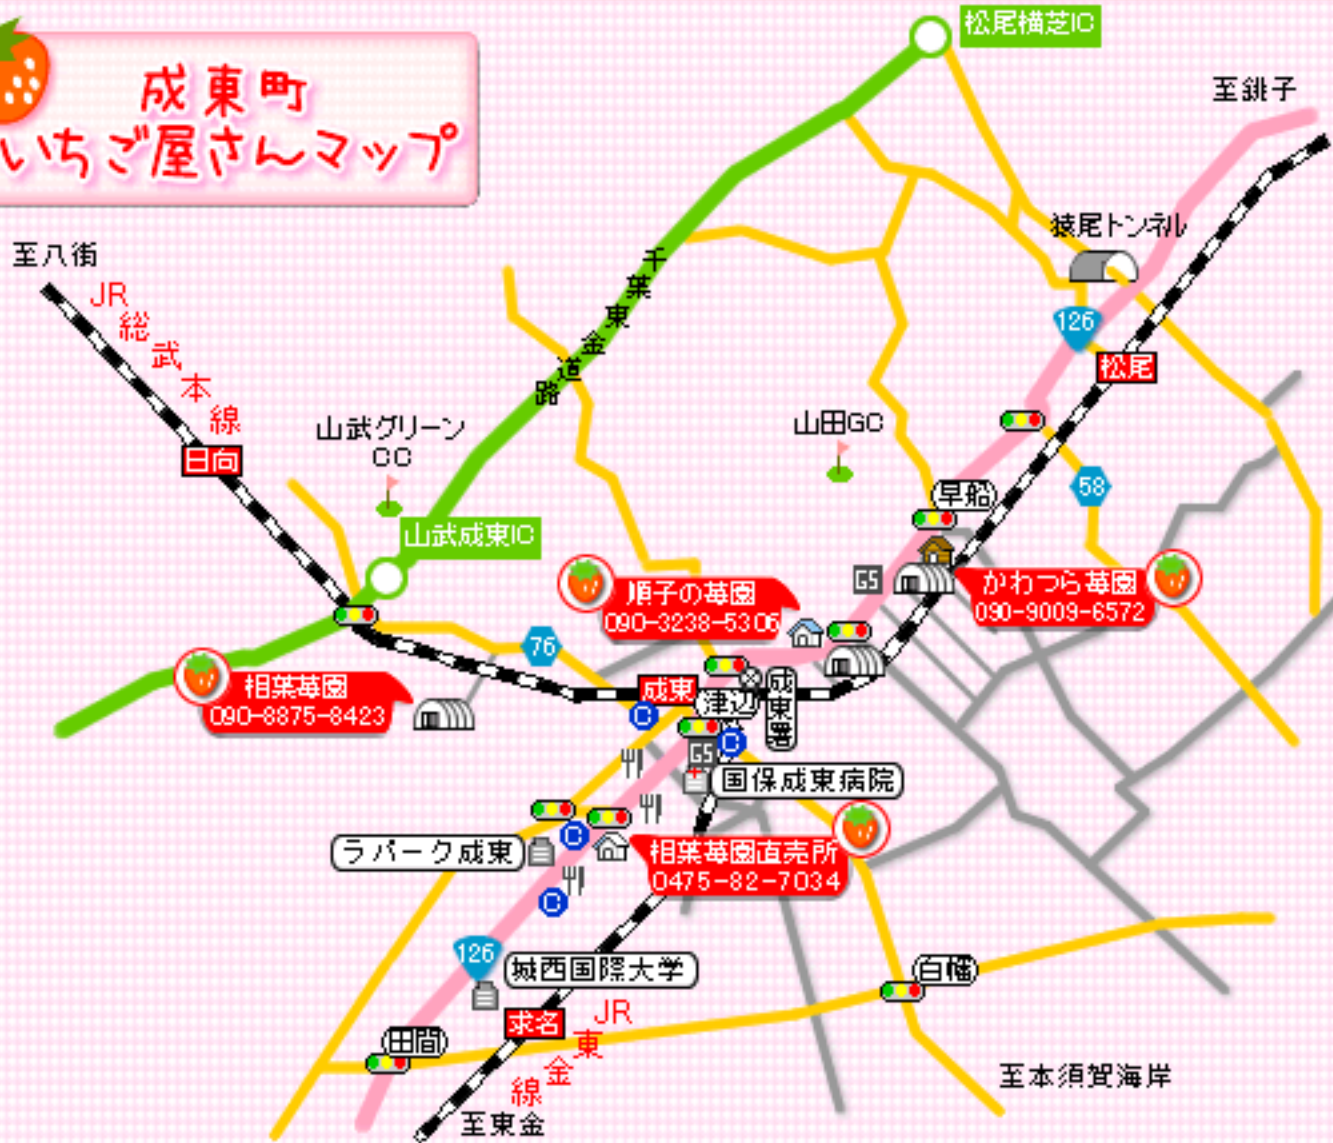 成東町
いちご屋さんマップ
松尾横芝IC
至銚子
猿尾トンネル
至八街
JR総武本線
千葉東金道路
126
松尾
日向
山武グリーン
CC
山田GC
58
早船
山武成東IC
GS
順子の苺園
090-3238-5306
かわつら苺園
090-9009-6572
76
相葉苺園
090-8875-8423
成東
津辺
成東署
C
GS
C
国保成東病院
ラパーク成東
C
相葉苺園直売所
0475-82-7034
C
126
城西国際大学
白幡
求名
JR東金線
田間
至本須賀海岸
至東金